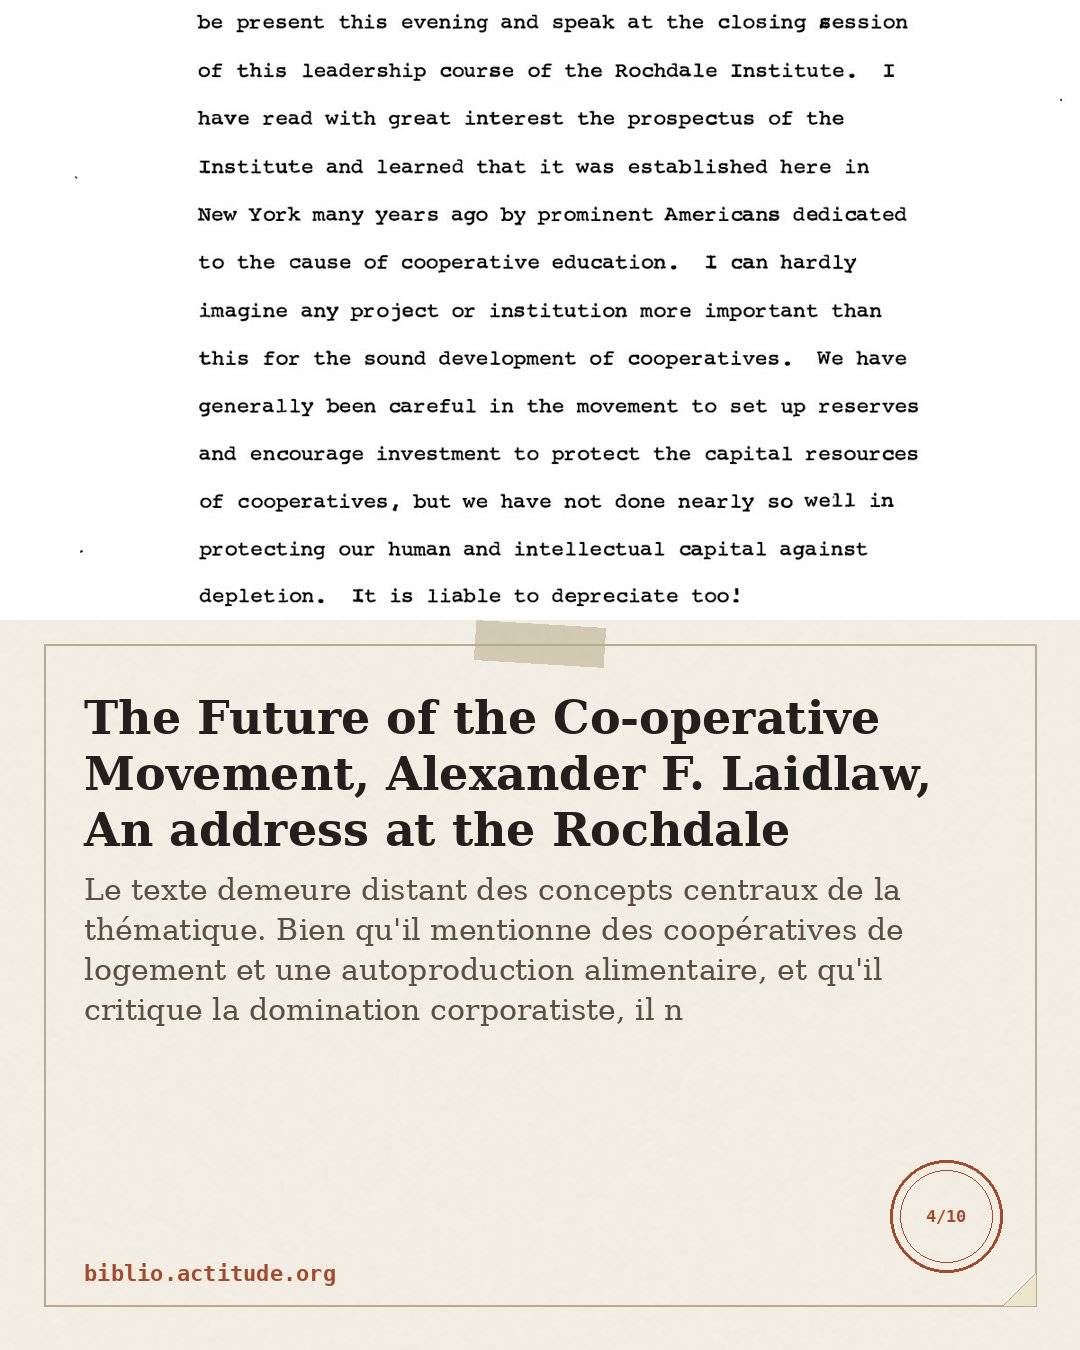 be present this evening and speak at the closing session
of this leadership course of the Rochdale Institute. I
have read with great interest the prospectus of the
Institute and learned that it was established here in
New York many years ago by prominent Americans dedicated
to the cause of cooperative education. I can hardly
imagine any project or institution more important than
this for the sound development of cooperatives. We have
generally been careful in the movement to set up reserves
and encourage investment to protect the capital resources
of cooperatives, but we have not done nearly so well in
protecting our human and intellectual capital against
depletion. It is liable to depreciate too!
The Future of the Co-operative
Movement, Alexander F. Laidlaw,
An address at the Rochdale
Le texte demeure distant des concepts centraux de la
thématique. Bien qu'il mentionne des coopératives de
logement et une autoproduction alimentaire, et qu'il
critique la domination corporatiste, il n
4/10
biblio.actitude.org